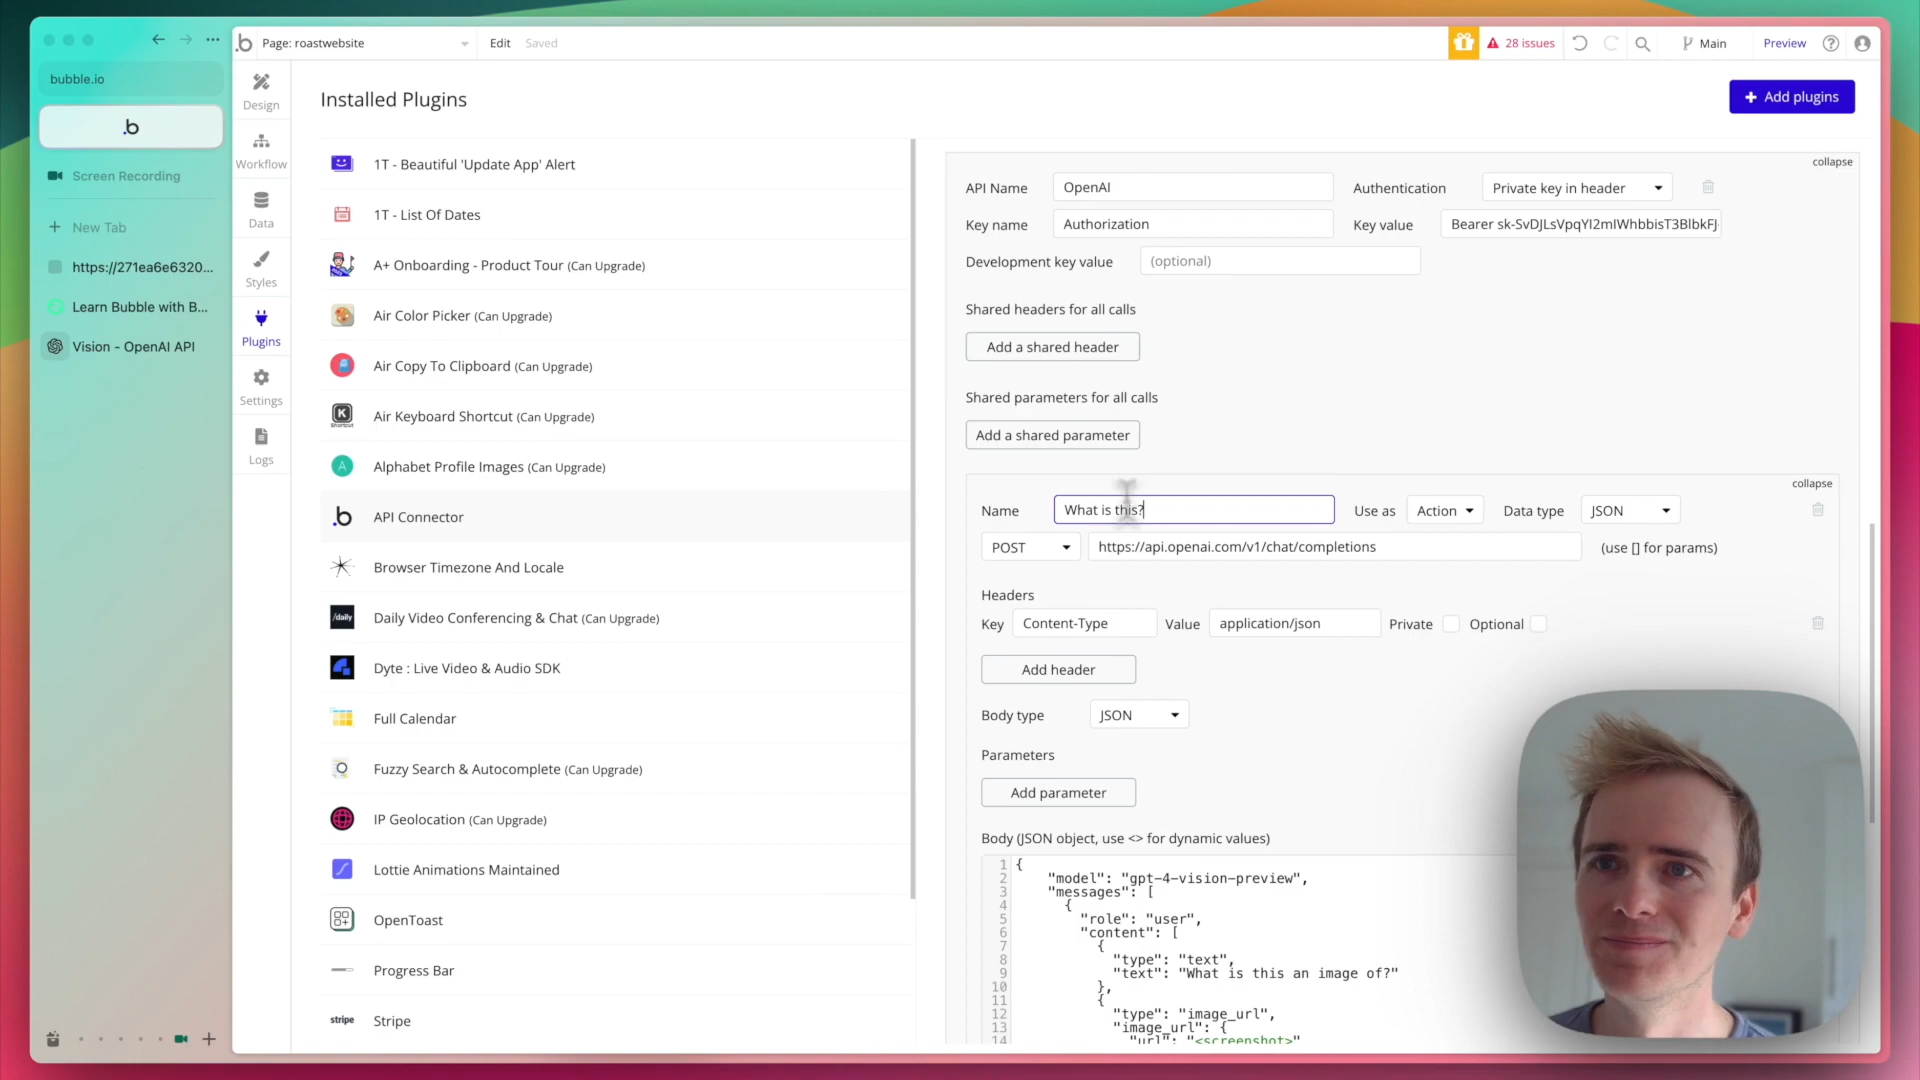 Page: roastwebsite
Edit
Saved
28 issues
Main
Preview
bubble.io
.b
Screen Recording
New Tab
https://271ea6e6320...
Learn Bubble with B...
Vision - OpenAI API
Design
Workflow
Data
Styles
Plugins
Settings
Logs
Installed Plugins
Add plugins
1T - Beautiful 'Update App' Alert
1T - List Of Dates
A+ Onboarding - Product Tour (Can Upgrade)
Air Color Picker (Can Upgrade)
Air Copy To Clipboard (Can Upgrade)
Air Keyboard Shortcut (Can Upgrade)
Alphabet Profile Images (Can Upgrade)
API Connector
Browser Timezone And Locale
/daily
Daily Video Conferencing & Chat (Can Upgrade)
Dyte : Live Video & Audio SDK
Full Calendar
Fuzzy Search & Autocomplete (Can Upgrade)
IP Geolocation (Can Upgrade)
Lottie Animations Maintained
OpenToast
Progress Bar
stripe
Stripe
collapse
API Name OpenAI Authentication Private key in header
Key name Authorization Key value Bearer sk-SvDJLsVpqYI2mIWhbbisT3BlbkFJ
Development key value (optional)
Shared headers for all calls
Add a shared header
Shared parameters for all calls
Add a shared parameter
collapse
Name What is this? Use as Action Data type JSON
POST https://api.openai.com/v1/chat/completions (use [] for params)
Headers
Key Content-Type Value application/json Private Optional
Add header
Body type JSON
Parameters
Add parameter
Body (JSON object, use <> for dynamic values)
1 {
2 "model": "gpt-4-vision-preview",
3 "messages": [
4 {
5 "role": "user",
6 "content": [
7 {
8 "type": "text",
9 "text": "What is this an image of?"
10 },
11 {
12 "type": "image_url",
13 "image_url": {
14 "url": "<screenshot>"